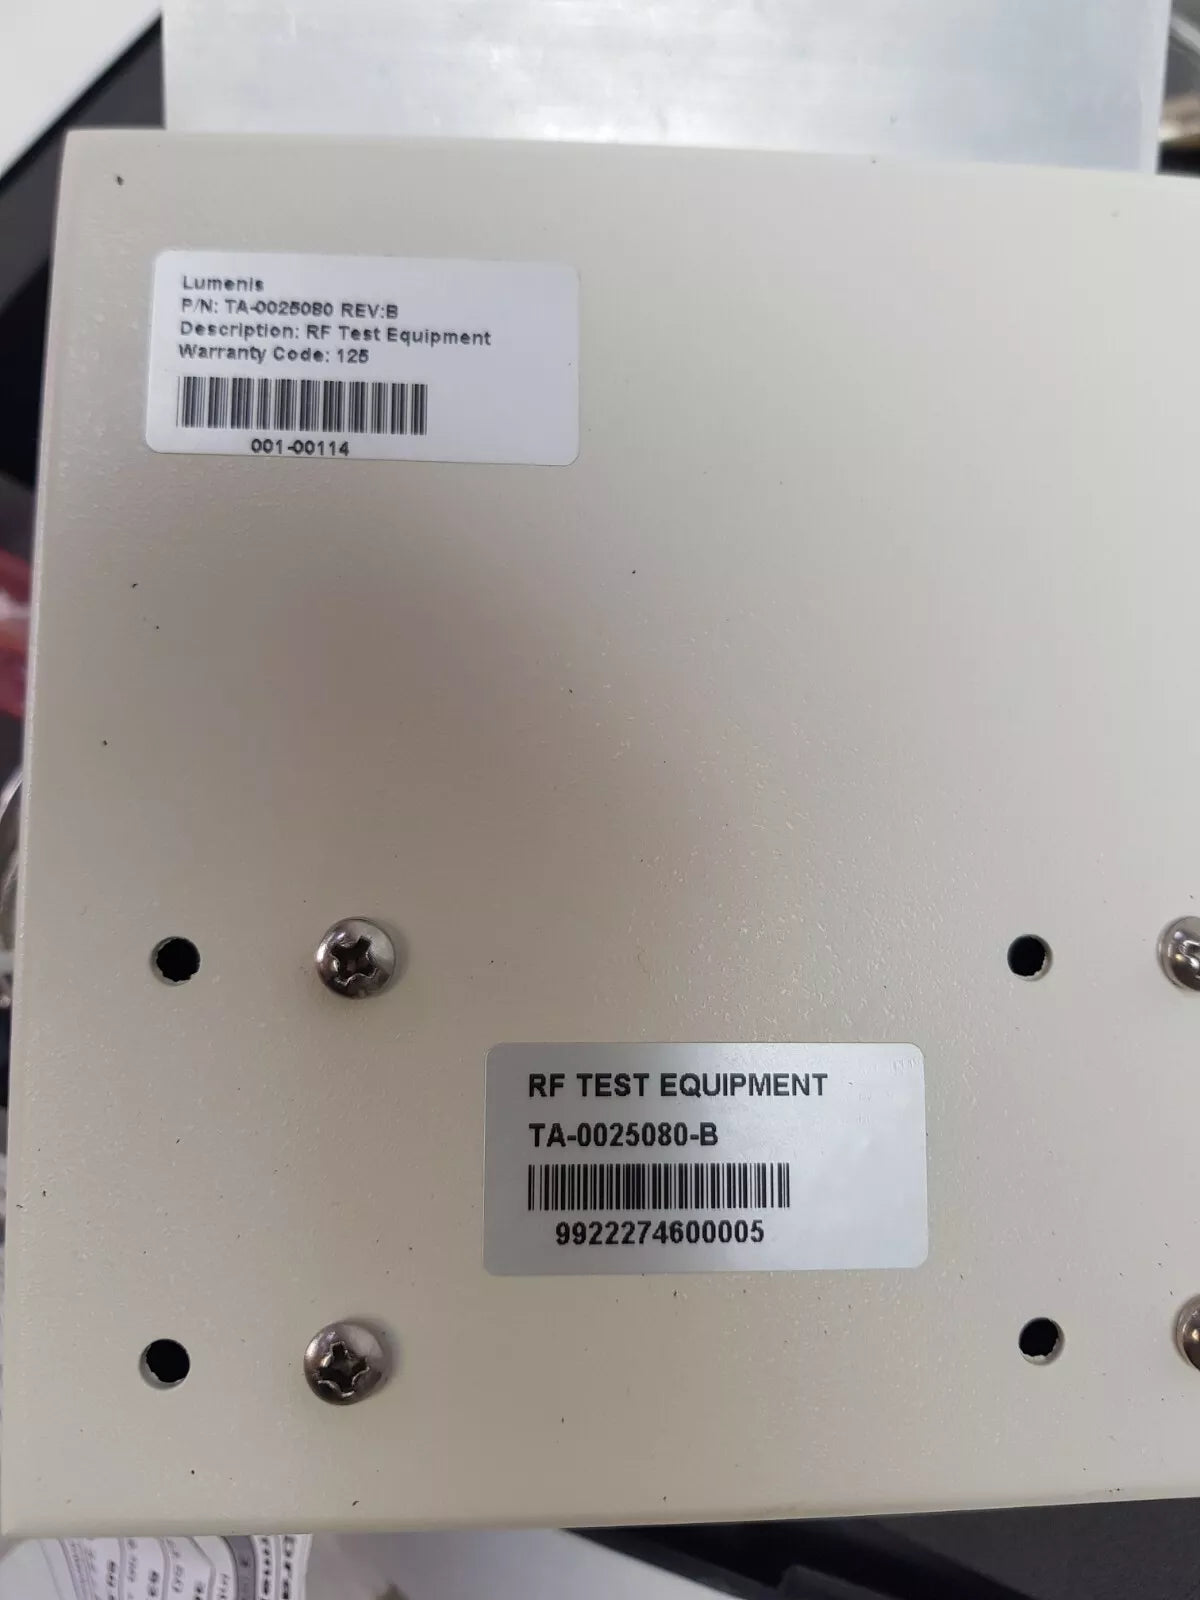 Lumenis
P/N: TA-0025080 REV:B
Description: RF Test Equipment
Warranty Code: 125
001-00114
RF TEST EQUIPMENT
TA-0025080-B
9922274600005